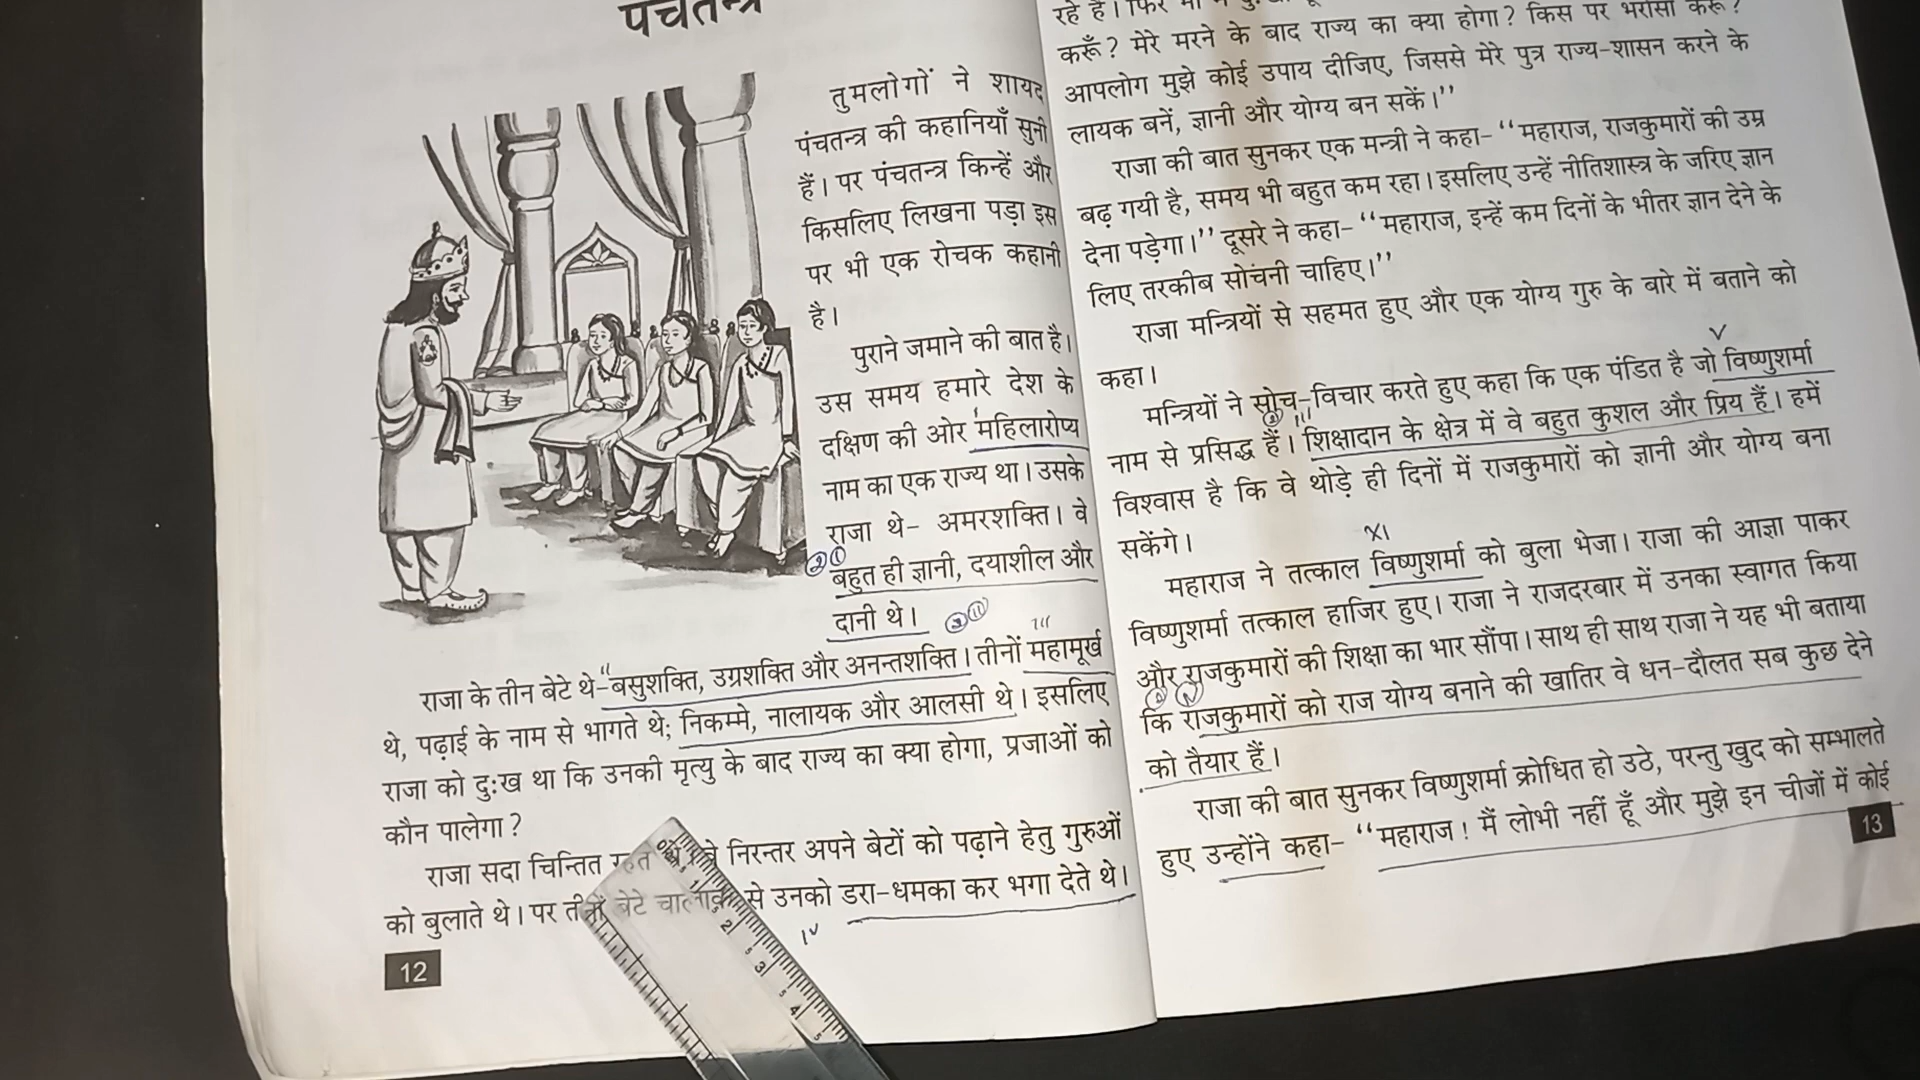 पंचतन्त्र
तुमलोगों ने शायद
पंचतन्त्र की कहानियाँ सुनी
हैं। पर पंचतन्त्र किन्हें और
किसलिए लिखना पड़ा इस
पर भी एक रोचक कहानी
है।
पुराने जमाने की बात है।
उस समय हमारे देश के
दक्षिण की ओर महिलारोप्य
नाम का एक राज्य था। उसके
राजा थे– अमरशक्ति। वे
बहुत ही ज्ञानी, दयाशील और
दानी थे।
राजा के तीन बेटे थे–बसुशक्ति, उग्रशक्ति और अनन्तशक्ति। तीनों महामूर्ख
थे, पढ़ाई के नाम से भागते थे; निकम्मे, नालायक और आलसी थे। इसलिए
राजा को दुःख था कि उनकी मृत्यु के बाद राज्य का क्या होगा, प्रजाओं को
कौन पालेगा?
राजा सदा चिन्तित रहते थे। वे निरन्तर अपने बेटों को पढ़ाने हेतु गुरुओं
को बुलाते थे। पर तीनों बेटे चालाकी से उनको डरा-धमका कर भगा देते थे।
12
रहे हैं। फिर
करूँ? मेरे मरने के बाद राज्य का क्या होगा? किस पर भरोसा करूँ?
आपलोग मुझे कोई उपाय दीजिए, जिससे मेरे पुत्र राज्य-शासन करने के
लायक बनें, ज्ञानी और योग्य बन सकें।''
राजा की बात सुनकर एक मन्त्री ने कहा– ''महाराज, राजकुमारों की उम्र
बढ़ गयी है, समय भी बहुत कम रहा। इसलिए उन्हें नीतिशास्त्र के जरिए ज्ञान
देना पड़ेगा।'' दूसरे ने कहा– ''महाराज, इन्हें कम दिनों के भीतर ज्ञान देने के
लिए तरकीब सोचनी चाहिए।''
राजा मन्त्रियों से सहमत हुए और एक योग्य गुरु के बारे में बताने को
कहा।
मन्त्रियों ने सोच-विचार करते हुए कहा कि एक पंडित है जो विष्णुशर्मा
नाम से प्रसिद्ध हैं। शिक्षादान के क्षेत्र में वे बहुत कुशल और प्रिय हैं। हमें
विश्वास है कि वे थोड़े ही दिनों में राजकुमारों को ज्ञानी और योग्य बना
सकेंगे।
महाराज ने तत्काल विष्णुशर्मा को बुला भेजा। राजा की आज्ञा पाकर
विष्णुशर्मा तत्काल हाजिर हुए। राजा ने राजदरबार में उनका स्वागत किया
और राजकुमारों की शिक्षा का भार सौंपा। साथ ही साथ राजा ने यह भी बताया
कि राजकुमारों को राज योग्य बनाने की खातिर वे धन-दौलत सब कुछ देने
को तैयार हैं।
राजा की बात सुनकर विष्णुशर्मा क्रोधित हो उठे, परन्तु खुद को सम्भालते
हुए उन्होंने कहा– ''महाराज! मैं लोभी नहीं हूँ और मुझे इन चीजों में कोई
13